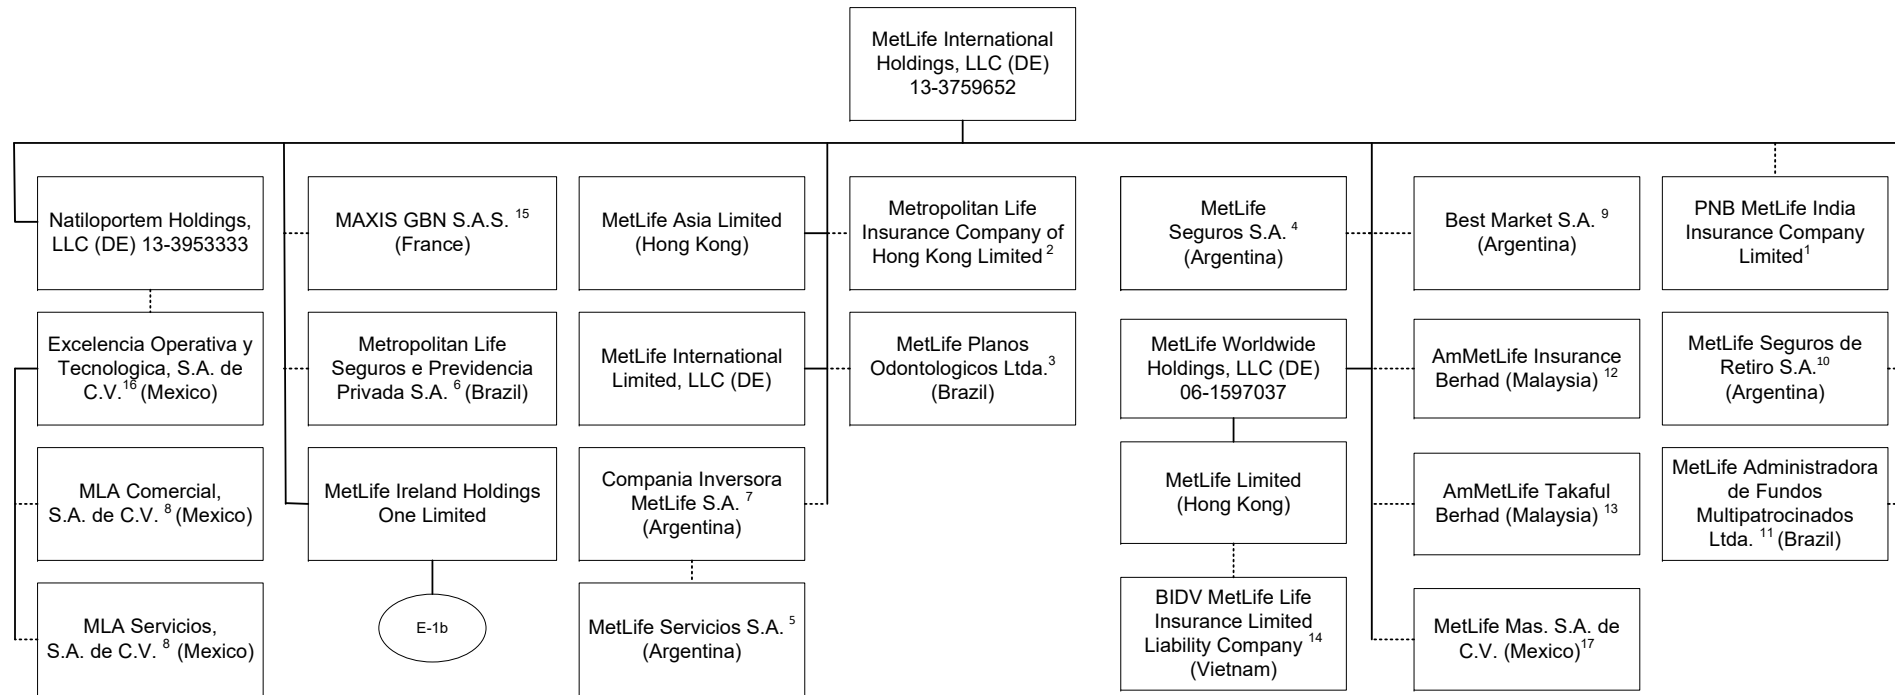 MetLife International
Holdings, LLC (DE)
13-3759652
Natiloportem Holdings,
LLC (DE) 13-3953333
MAXIS GBN S.A.S. 15
(France)
MetLife Asia Limited
(Hong Kong)
Metropolitan Life
Insurance Company of
Hong Kong Limited 2
MetLife
Seguros S.A. 4
(Argentina)
Best Market S.A. 9
(Argentina)
PNB MetLife India
Insurance Company
Limited1
Excelencia Operativa y
Tecnologica, S.A. de
C.V.16 (Mexico)
Metropolitan Life
Seguros e Previdencia
Privada S.A. 6 (Brazil)
MetLife International
Limited, LLC (DE)
MetLife Planos
Odontologicos Ltda.3
(Brazil)
MetLife Worldwide
Holdings, LLC (DE)
06-1597037
AmMetLife Insurance
Berhad (Malaysia) 12
MetLife Seguros de
Retiro S.A.10
(Argentina)
MLA Comercial,
S.A. de C.V. 8 (Mexico)
MetLife Ireland Holdings
One Limited
Compania Inversora
MetLife S.A. 7
(Argentina)
MetLife Limited
(Hong Kong)
AmMetLife Takaful
Berhad (Malaysia) 13
MetLife Administradora
de Fundos
Multipatrocinados
Ltda. 11 (Brazil)
MLA Servicios,
S.A. de C.V. 8 (Mexico)
E-1b
MetLife Servicios S.A. 5
(Argentina)
BIDV MetLife Life
Insurance Limited
Liability Company 14
(Vietnam)
MetLife Mas. S.A. de
C.V. (Mexico)17